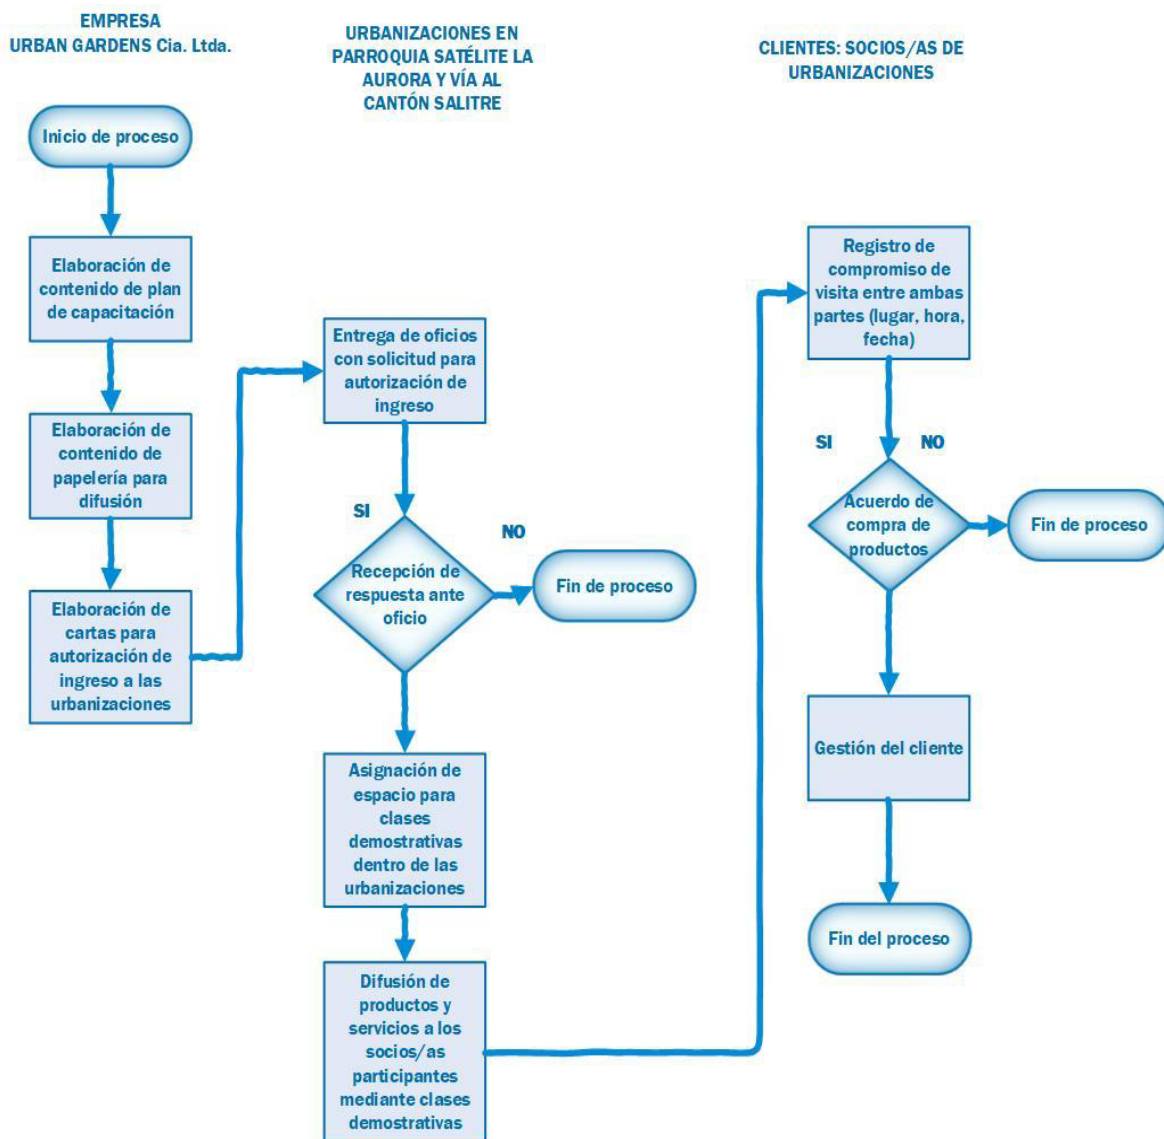 EMPRESA
URBAN GARDENS Cia. Ltda.
Inicio de proceso
Elaboración de
contenido de plan
de capacitación
Elaboración de
contenido de
papelería para
difusión
Elaboración de
cartas para
autorización de
ingreso a las
urbanizaciones
URBANIZACIONES EN
PARROQUIA SATÉLITE LA
AURORA Y VÍA AL
CANTÓN SALITRE
Entrega de oficios
con solicitud para
autorización de
ingreso
SI
NO
Recepción de
respuesta ante
oficio
Fin de proceso
Asignación de
espacio para
clases
demostrativas
dentro de las
urbanizaciones
Difusión de
productos y
servicios a los
socios/as
participantes
mediante clases
demostrativas
CLIENTES: SOCIOS/AS DE
URBANIZACIONES
Registro de
compromiso de
visita entre ambas
partes (lugar, hora,
fecha)
SI
NO
Acuerdo de
compra de
productos
Fin de proceso
Gestión del cliente
Fin del proceso